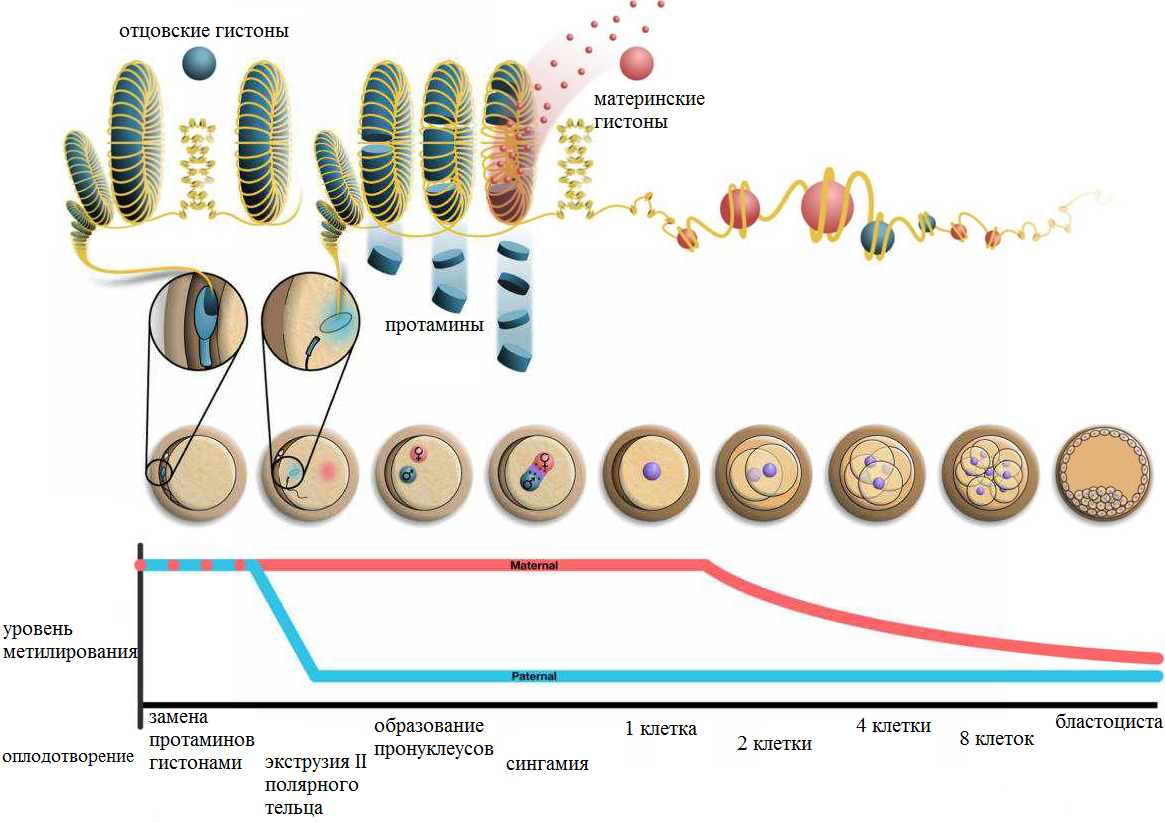 отцовские гистоны
материнские
гистоны
протамины
Maternal
уровень
метилирования
Paternal
оплодотворение
замена
протаминов
гистонами
экструзия II
полярного
тельца
образование
пронуклеусов
сингамия
1 клетка
2 клетки
4 клетки
8 клеток
бластоциста